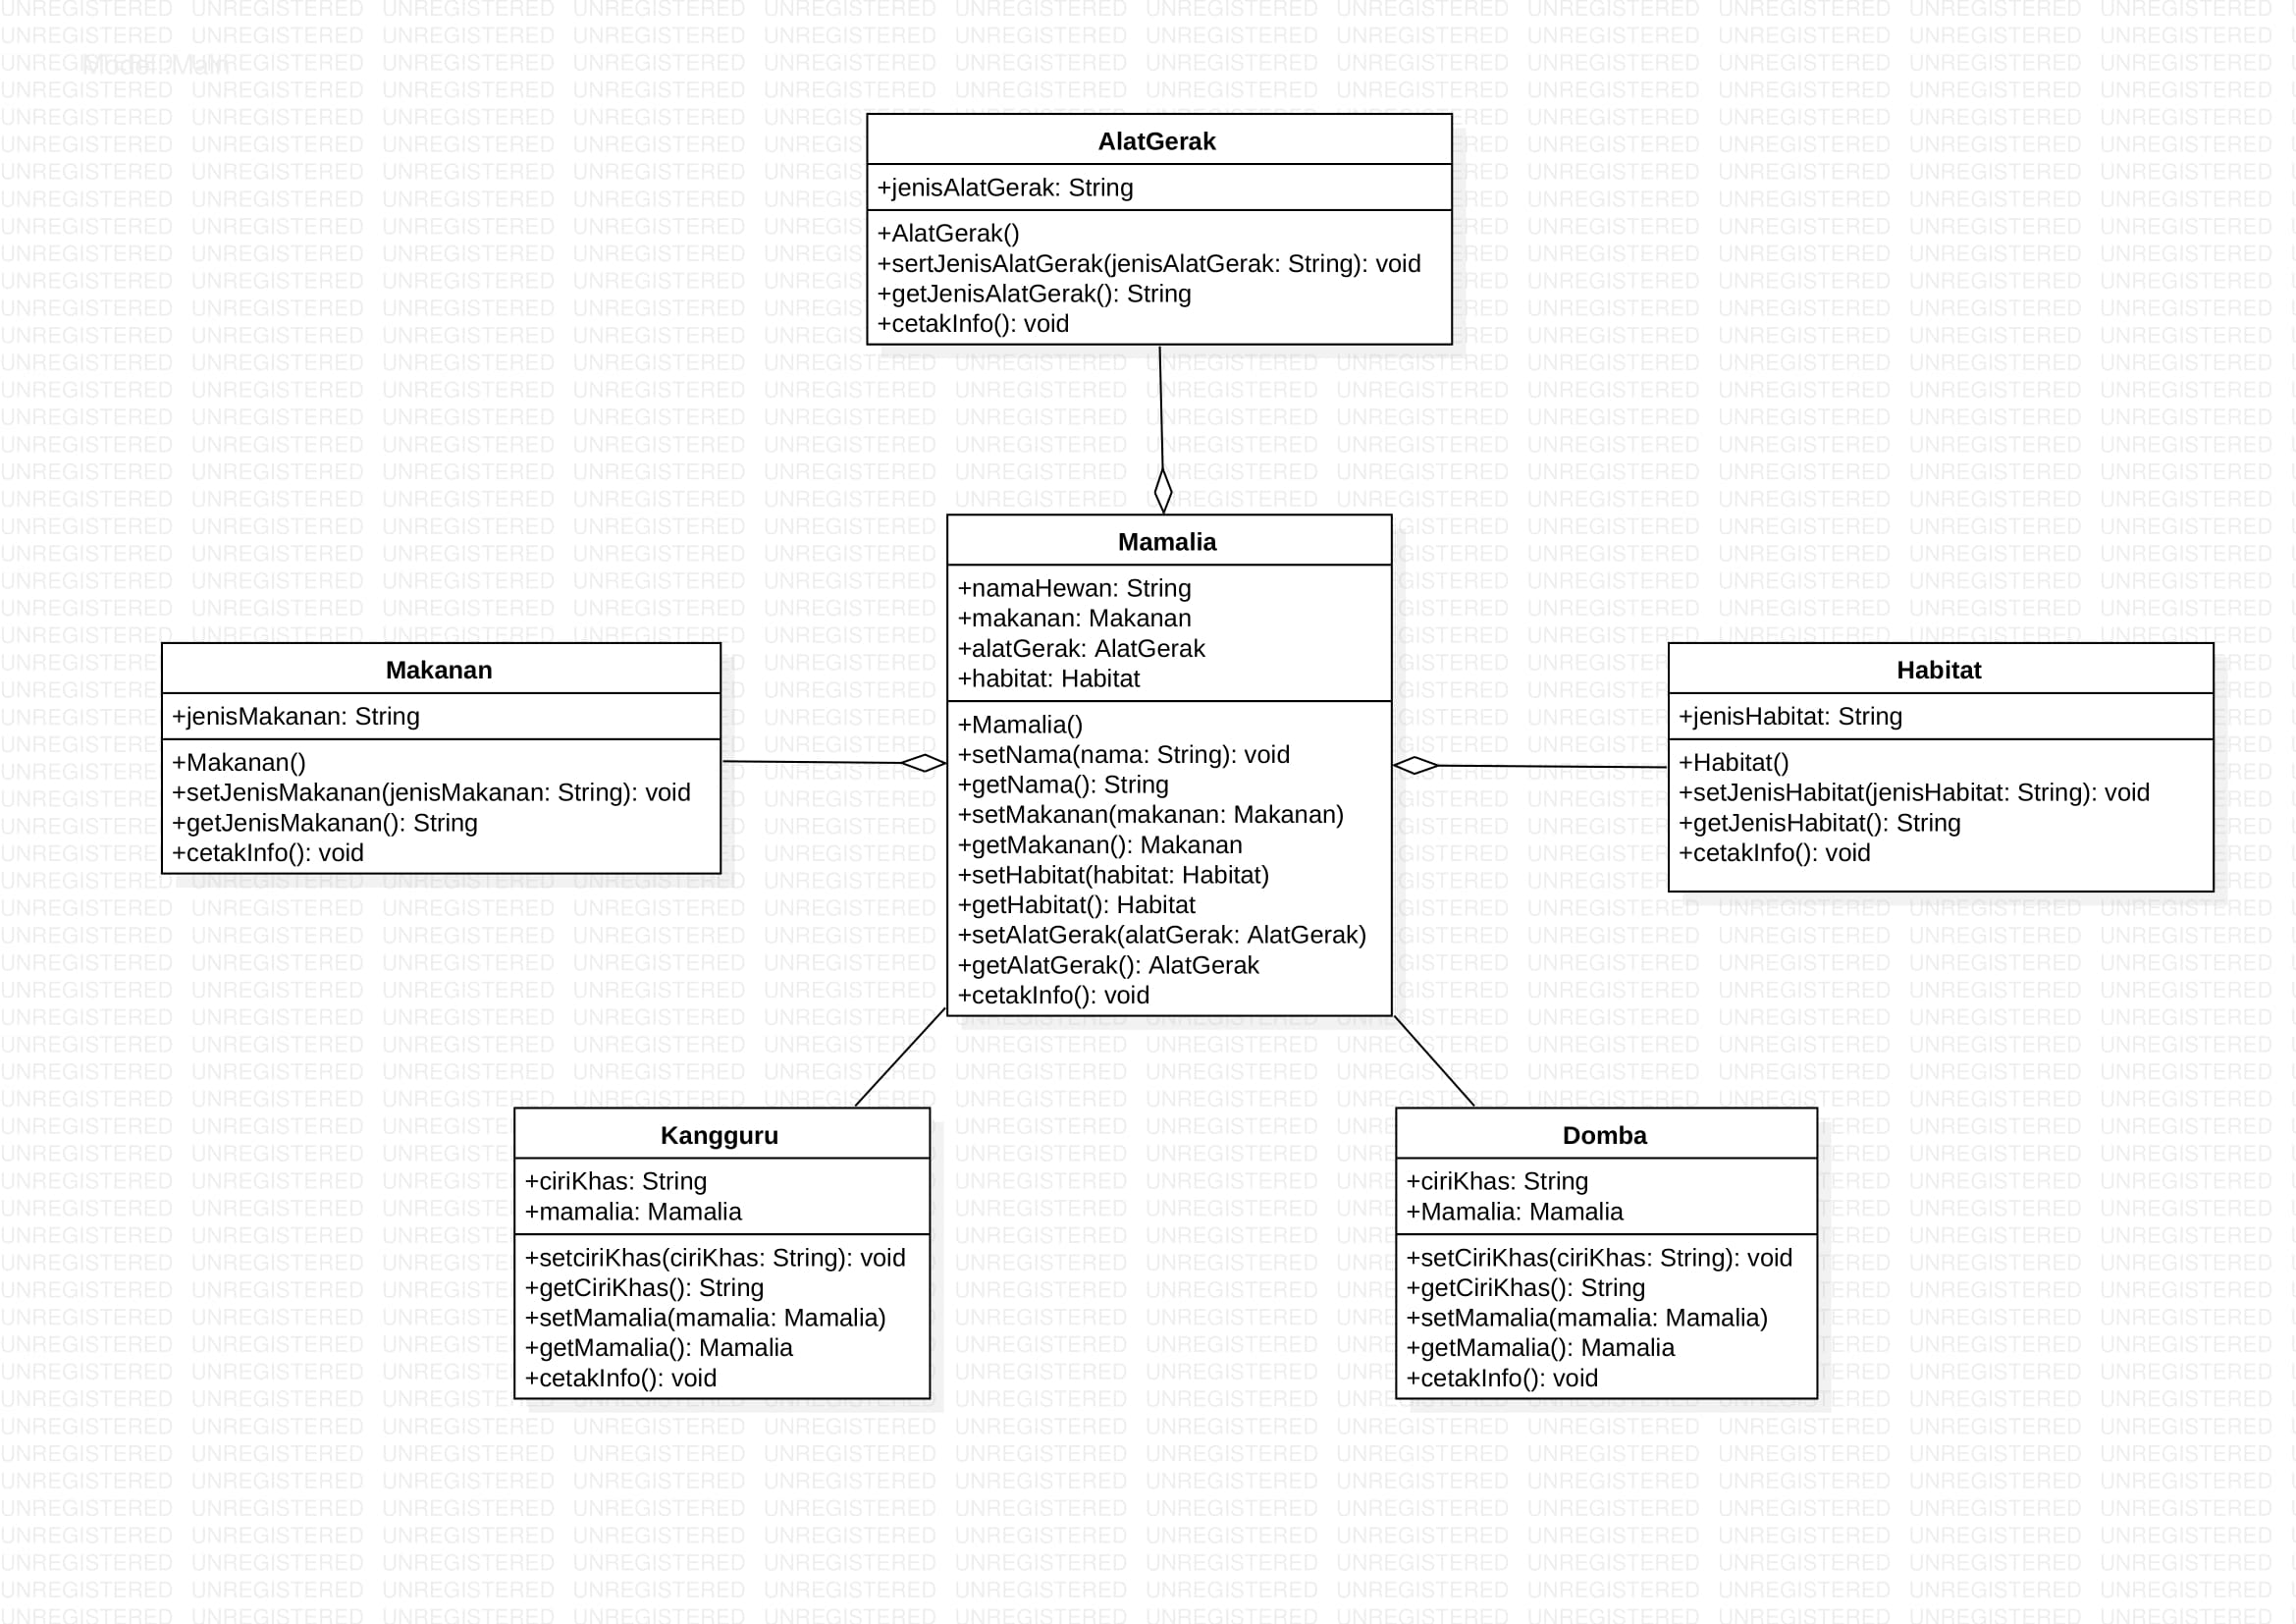 Model::Main
AlatGerak
+jenisAlatGerak: String
+AlatGerak()
+sertJenisAlatGerak(jenisAlatGerak: String): void
+getJenisAlatGerak(): String
+cetakInfo(): void
Mamalia
+namaHewan: String
+makanan: Makanan
+alatGerak: AlatGerak
+habitat: Habitat
+Mamalia()
+setNama(nama: String): void
+getNama(): String
+setMakanan(makanan: Makanan)
+getMakanan(): Makanan
+setHabitat(habitat: Habitat)
+getHabitat(): Habitat
+setAlatGerak(alatGerak: AlatGerak)
+getAlatGerak(): AlatGerak
+cetakInfo(): void
Makanan
+jenisMakanan: String
+Makanan()
+setJenisMakanan(jenisMakanan: String): void
+getJenisMakanan(): String
+cetakInfo(): void
Habitat
+jenisHabitat: String
+Habitat()
+setJenisHabitat(jenisHabitat: String): void
+getJenisHabitat(): String
+cetakInfo(): void
Kangguru
+ciriKhas: String
+mamalia: Mamalia
+setciriKhas(ciriKhas: String): void
+getCiriKhas(): String
+setMamalia(mamalia: Mamalia)
+getMamalia(): Mamalia
+cetakInfo(): void
Domba
+ciriKhas: String
+Mamalia: Mamalia
+setCiriKhas(ciriKhas: String): void
+getCiriKhas(): String
+setMamalia(mamalia: Mamalia)
+getMamalia(): Mamalia
+cetakInfo(): void
UNREGISTERED